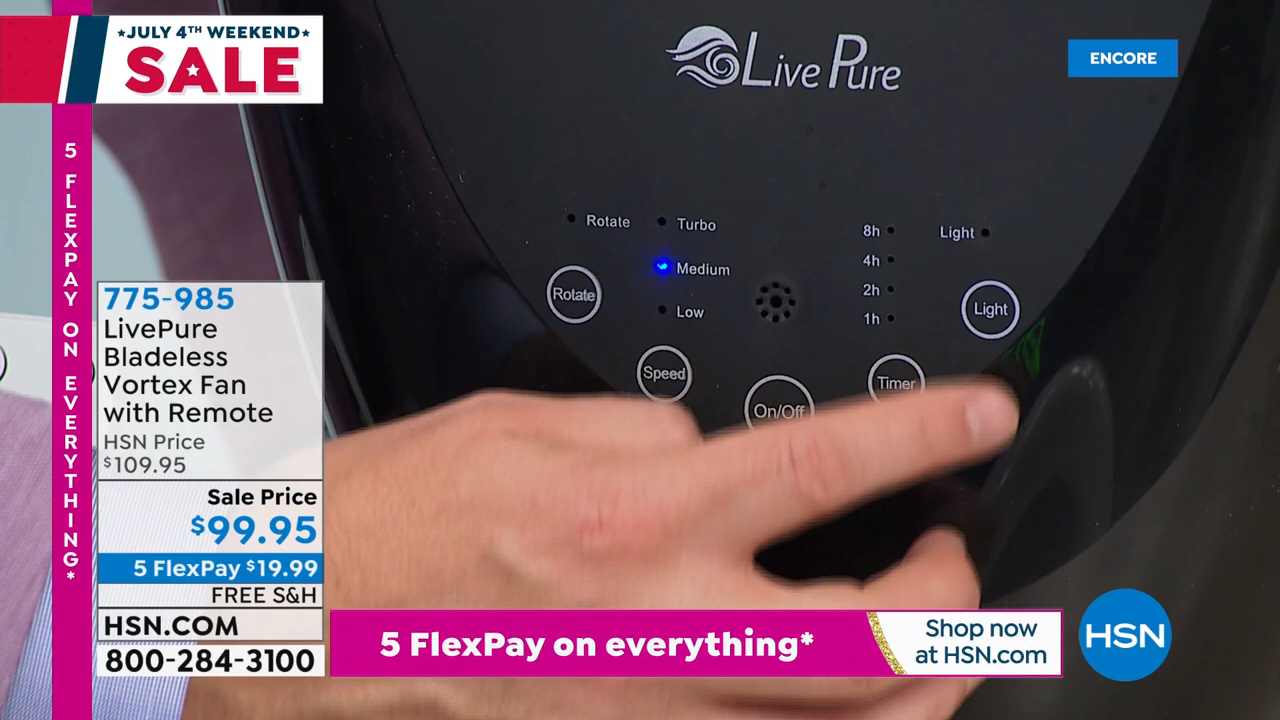 JULY 4TH WEEKEND
SALE
ENCORE
5 FLEXPAY ON EVERYTHING*
Live Pure
Rotate
Turbo
Medium
Low
Rotate
Speed
On/Off
8h
4h
2h
1h
Timer
Light
Light
775-985
LivePure
Bladeless
Vortex Fan
with Remote
HSN Price
$109.95
Sale Price
$99.95
5 FlexPay $19.99
FREE S&H
HSN.COM
800-284-3100
5 FlexPay on everything*
Shop now
at HSN.com
HSN